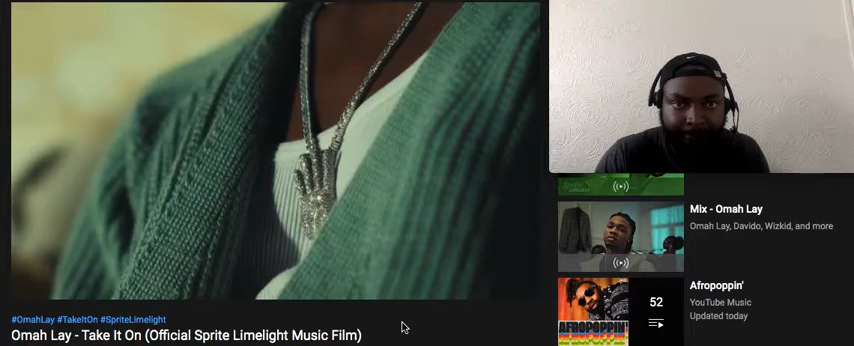 #OmahLay #TakeItOn #SpriteLimelight
Omah Lay - Take It On (Official Sprite Limelight Music Film)
Mix - Omah Lay
Omah Lay, Davido, Wizkid, and more
52
AFROPOPPIN'
Afropoppin'
YouTube Music
Updated today